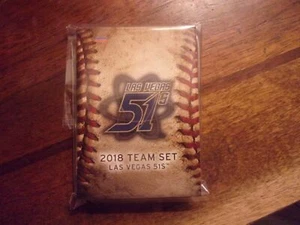 LAS VEGAS
51s
2018 TEAM SET
LAS VEGAS 51S